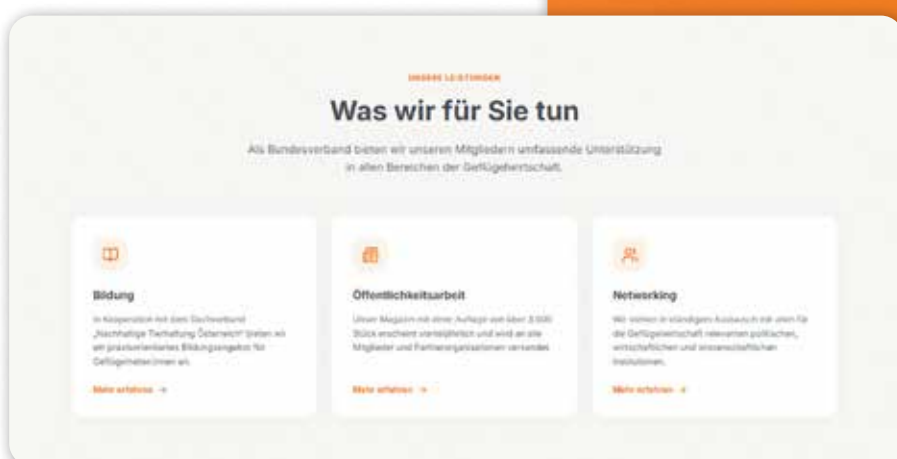 UNSERE LEISTUNGEN
Was wir für Sie tun
Als Bundesverband bieten wir unseren Mitgliedern umfassende Unterstützung
in allen Bereichen der Geflügelwirtschaft.
Bildung
In Kooperation mit dem Dachverband
„Nachhaltige Tierhaltung Österreich" bieten wir
ein praxisorientiertes Bildungsangebot für
Geflügelhalter:innen an.
Mehr erfahren →
Öffentlichkeitsarbeit
Unser Magazin mit einer Auflage von über 3.500
Stück erscheint vierteljährlich und wird an alle
Mitglieder und Partnerorganisationen versendet.
Mehr erfahren →
Networking
Wir stehen in ständigem Austausch mit allen für
die Geflügelwirtschaft relevanten politischen,
wirtschaftlichen und wissenschaftlichen
Institutionen.
Mehr erfahren →